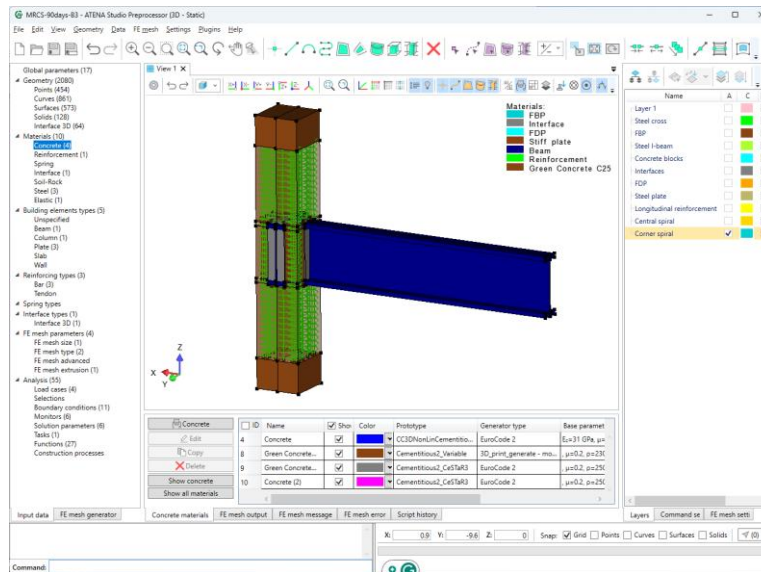 MRCS-90days-B3 - ATENA Studio Preprocessor (3D - Static)
File Edit View Geometry Data FE mesh Settings Plugins Help
Global parameters (17)
Geometry (2080)
Points (454)
Curves (861)
Surfaces (573)
Solids (128)
Interface 3D (64)
Materials (10)
Concrete (4)
Reinforcement (1)
Spring
Interface (1)
Soil-Rock
Steel (3)
Elastic (1)
Building elements types (5)
Unspecified
Beam (1)
Column (1)
Plate (3)
Slab
Wall
Reinforcing types (3)
Bar (3)
Tendon
Spring types
Interface types (1)
Interface 3D (1)
FE mesh parameters (4)
FE mesh size (1)
FE mesh type (2)
FE mesh advanced
FE mesh extrusion (1)
Analysis (55)
Load cases (4)
Selections
Boundary conditions (11)
Monitors (6)
Solution parameters (6)
Tasks (1)
Functions (27)
Construction processes
Input data FE mesh generator
View 1
Materials:
FBP
Interface
FDP
Stiff plate
Beam
Reinforcement
Green Concrete C25
Z
X
Y
Concrete
Edit
Copy
Delete
Show concrete
Show all materials
ID Name Sho Color Prototype Generator type Base paramet
4 Concrete CC3DNonLinCementitio... EuroCode 2
8 Green Concrete... Cementitious2_Variable 3D_print_generate - mo...
9 Green Concrete... Cementitious2_CeSTaR3 EuroCode 2
10 Concrete (2) Cementitious2_CeSTaR3 EuroCode 2
Concrete materials FE mesh output FE mesh message FE mesh error Script history
Name A C
Layer 1
Steel cross
FBP
Steel I-beam
Concrete blocks
Interfaces
FDP
Steel plate
Longitudinal reinforcement
Central spiral
Corner spiral
Layers Command se FE mesh setti
X: 0.9 Y: -9.6 Z: 0 Snap: Grid Points Curves Surfaces Solids (0)
Command: